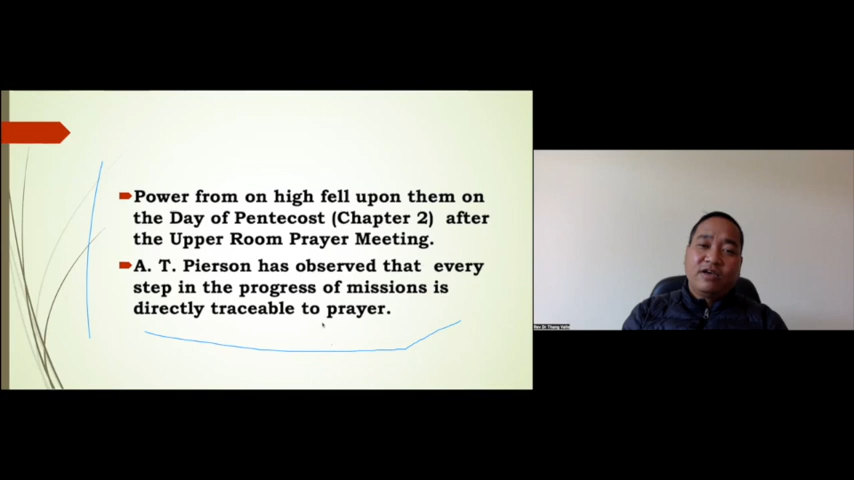 Power from on high fell upon them on
the Day of Pentecost (Chapter 2) after
the Upper Room Prayer Meeting.
A. T. Pierson has observed that every
step in the progress of missions is
directly traceable to prayer.